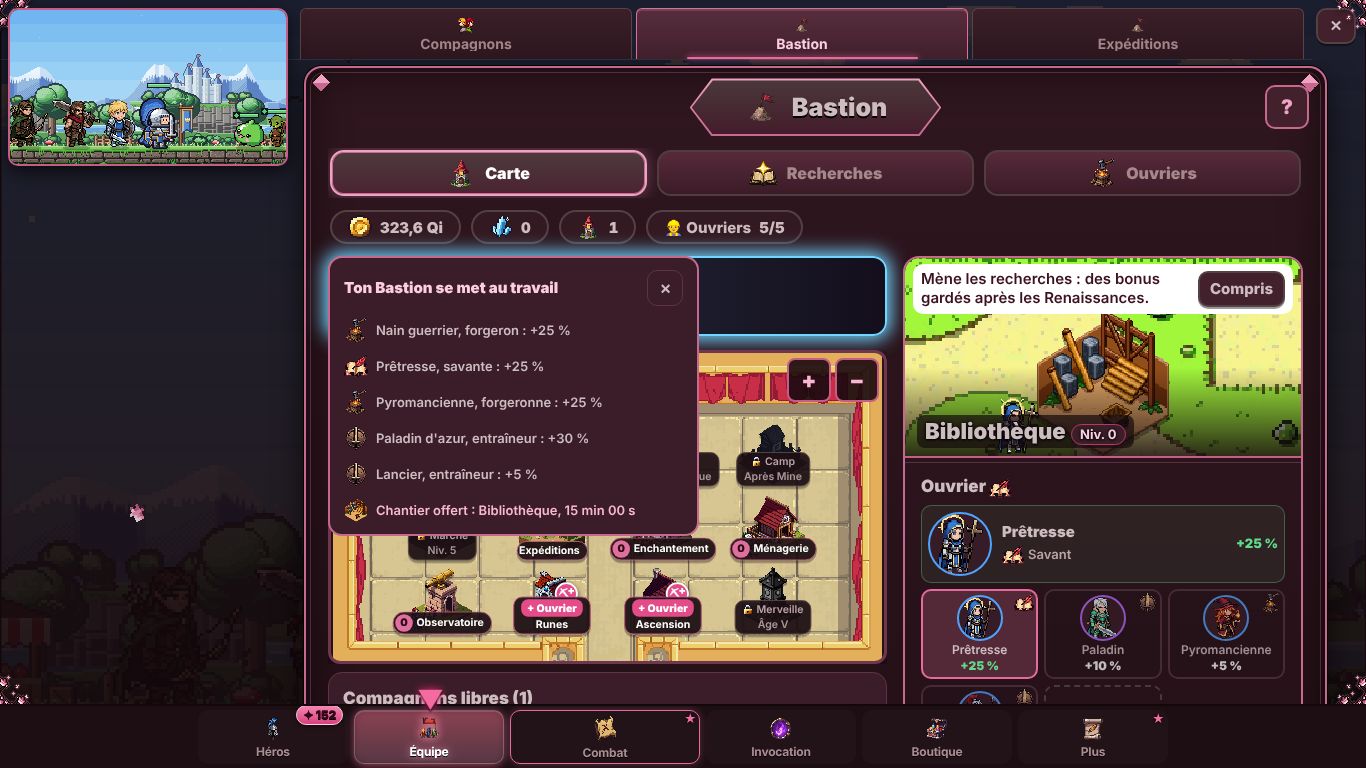 Compagnons
Bastion
Expéditions
Bastion
?
Carte
Recherches
Ouvriers
323,6 Qi
0
1
Ouvriers 5/5
Ton Bastion se met au travail
Nain guerrier, forgeron : +25 %
Prêtresse, savante : +25 %
Pyromancienne, forgeronne : +25 %
Paladin d'azur, entraîneur : +30 %
Lancier, entraîneur : +5 %
Chantier offert : Bibliothèque, 15 min 00 s
Mène les recherches : des bonus
gardés après les Renaissances.
Compris
Bibliothèque
Niv. 0
Camp
Après Mine
Marché
Niv. 5
Expéditions
0 Enchantement
0 Ménagerie
0 Observatoire
+ Ouvrier
Runes
+ Ouvrier
Ascension
Merveille
Âge V
Compagnons libres (1)
Ouvrier
Prêtresse
Savant
+25 %
Prêtresse
+25 %
Paladin
+10 %
Pyromancienne
+5 %
152
Héros
Équipe
Combat
Invocation
Boutique
Plus